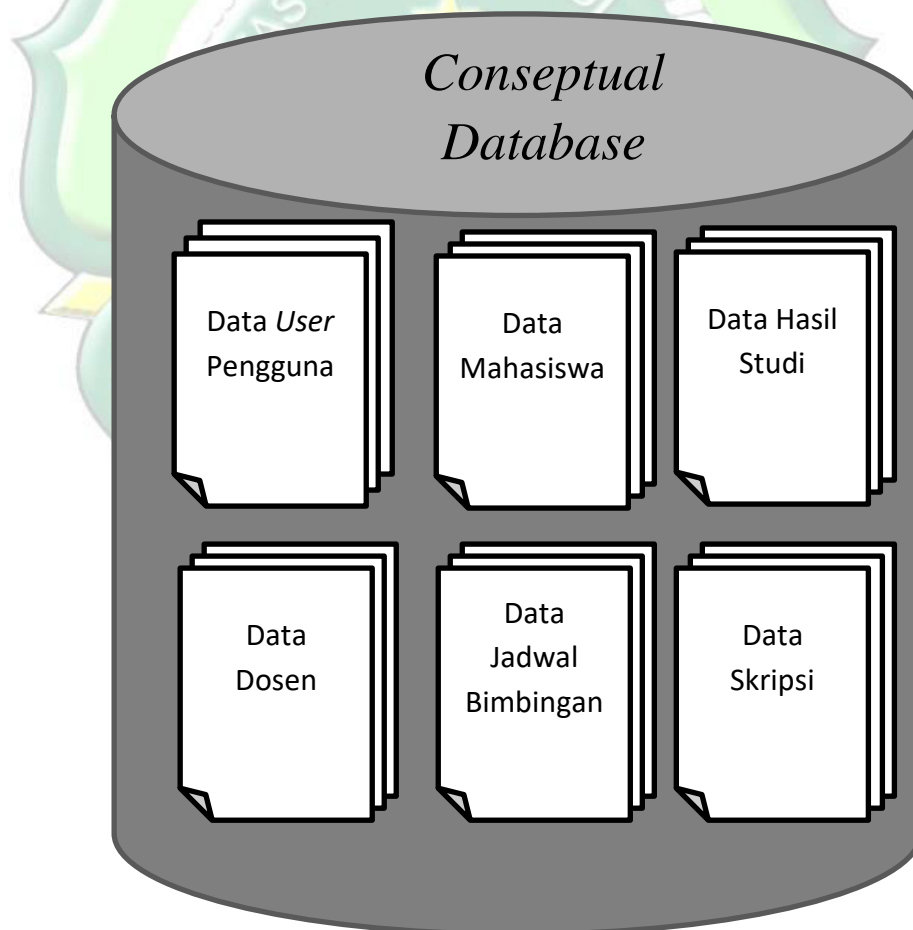 Conseptual
Database
Data User
Pengguna
Data
Mahasiswa
Data Hasil
Studi
Data
Dosen
Data
Jadwal
Bimbingan
Data
Skripsi